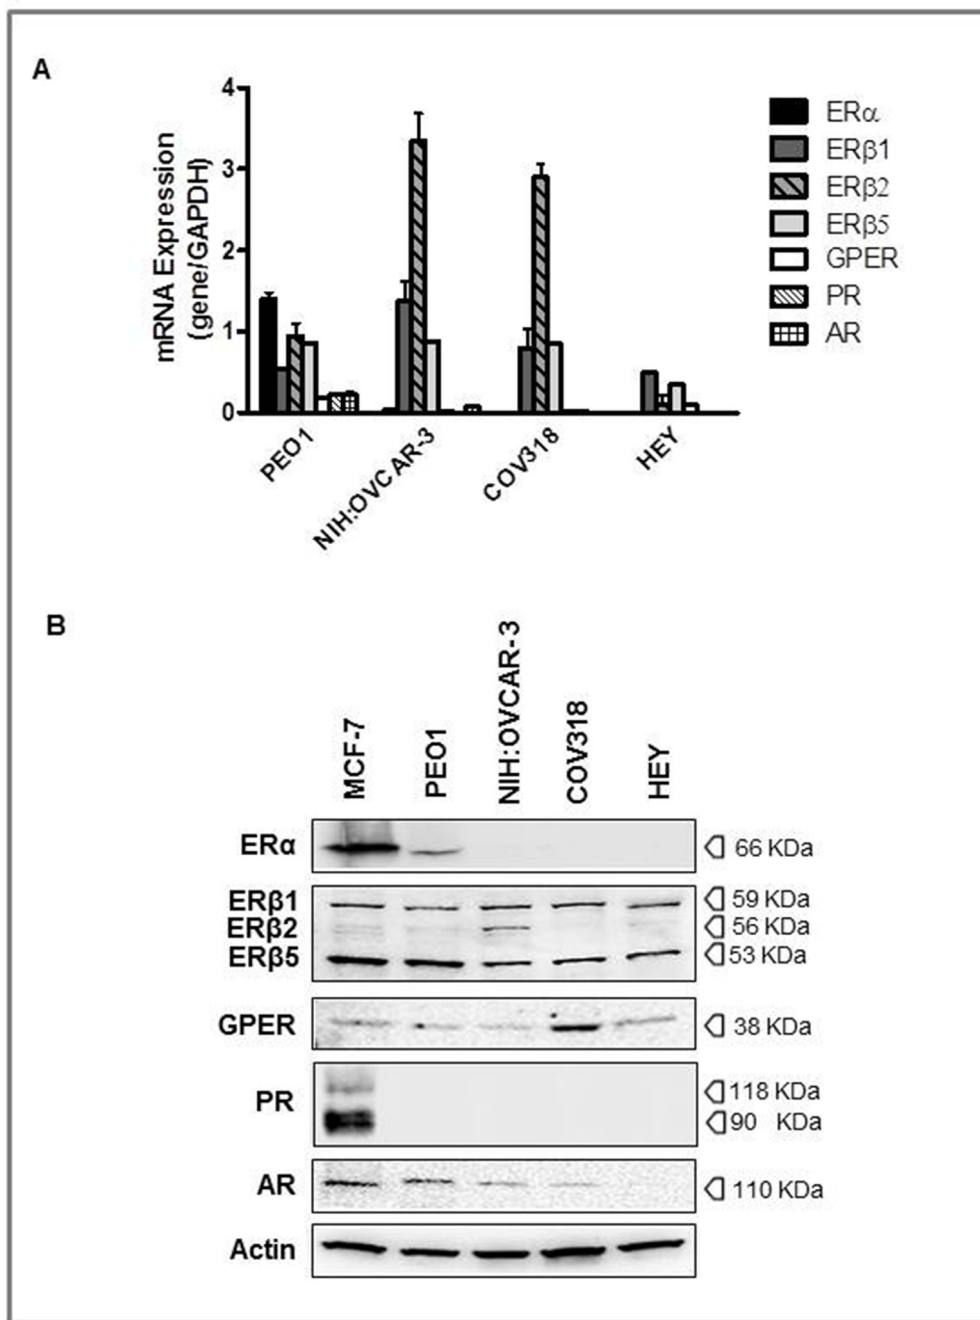 A
4
3
2
1
0
mRNA Expression
(gene/GAPDH)
PEO1
NIH:OVCAR-3
COV318
HEY
ERα
ERβ1
ERβ2
ERβ5
GPER
PR
AR
B
MCF-7
PEO1
NIH:OVCAR-3
COV318
HEY
ERα
66 KDa
ERβ1
59 KDa
ERβ2
56 KDa
ERβ5
53 KDa
GPER
38 KDa
PR
118 KDa
90 KDa
AR
110 KDa
Actin